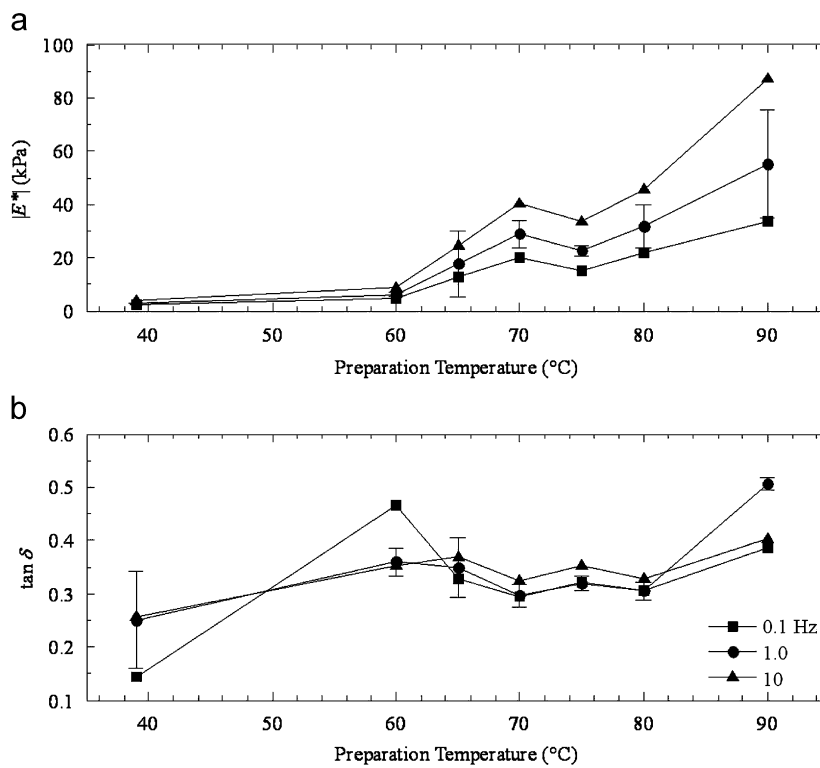 a
100
80
60
40
20
0
|E*| (kPa)
40 50 60 70 80 90
Preparation Temperature (°C)
b
0.6
0.5
0.4
0.3
0.2
0.1
tan δ
0.1 Hz
1.0
10
40 50 60 70 80 90
Preparation Temperature (°C)